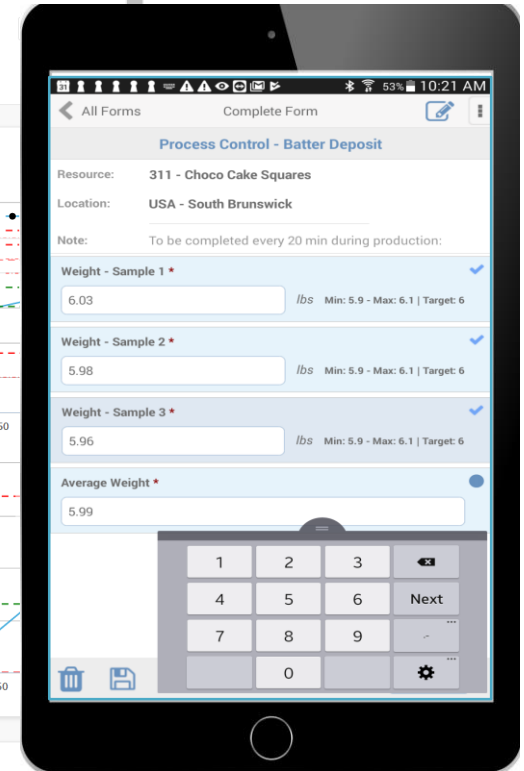 31 53% 10:21 AM
All Forms Complete Form
Process Control - Batter Deposit
Resource: 311 - Choco Cake Squares
Location: USA - South Brunswick
Note: To be completed every 20 min during production:
Weight - Sample 1 *
6.03 lbs Min: 5.9 - Max: 6.1 | Target: 6
Weight - Sample 2 *
5.98 lbs Min: 5.9 - Max: 6.1 | Target: 6
Weight - Sample 3 *
5.96 lbs Min: 5.9 - Max: 6.1 | Target: 6
Average Weight *
5.99
1 2 3
4 5 6 Next
7 8 9 .-
0